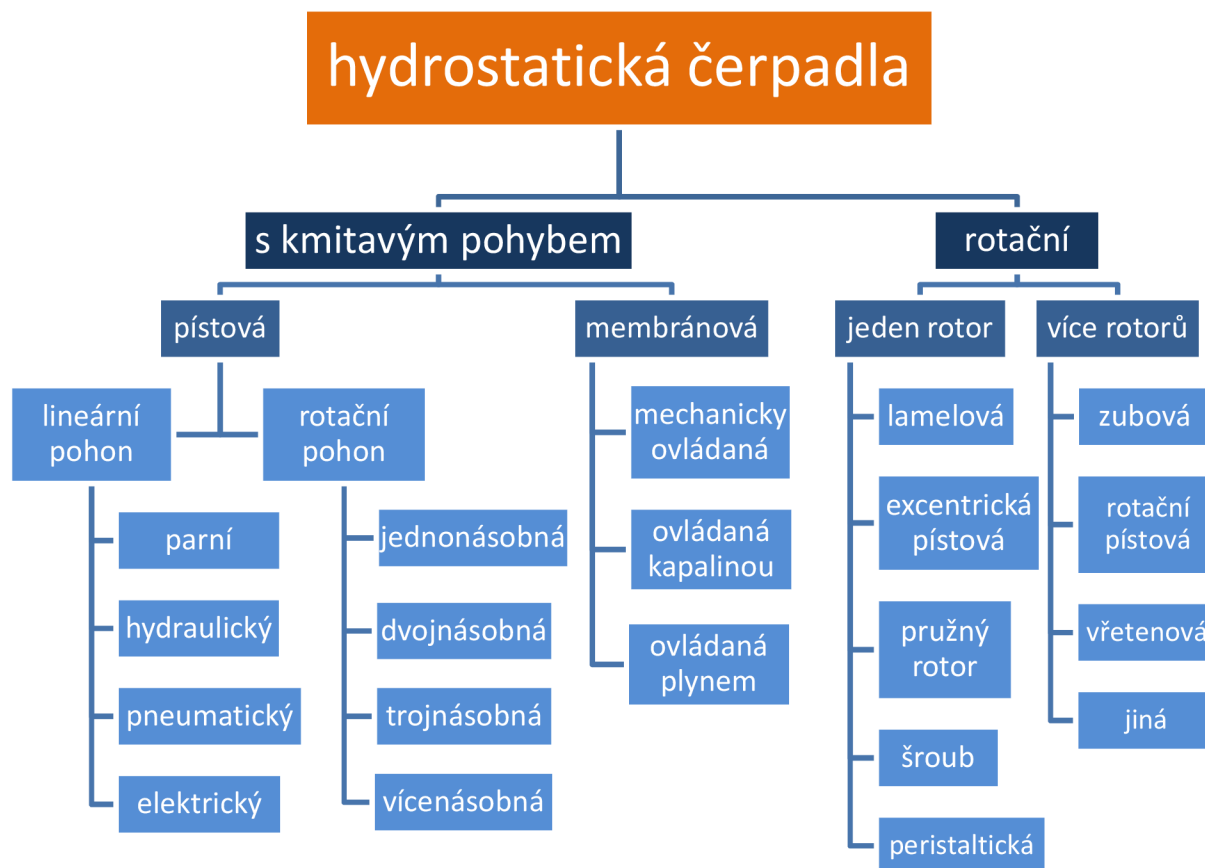 hydrostatická čerpadla
s kmitavým pohybem
rotační
pístová
membránová
jeden rotor
více rotorů
lineární
pohon
rotační
pohon
parní
hydraulický
pneumatický
elektrický
jednonásobná
dvojnásobná
trojnásobná
vícenásobná
mechanicky
ovládaná
ovládaná
kapalinou
ovládaná
plynem
lamelová
excentrická
pístová
pružný
rotor
šroub
peristaltická
zubová
rotační
pístová
vřetenová
jiná